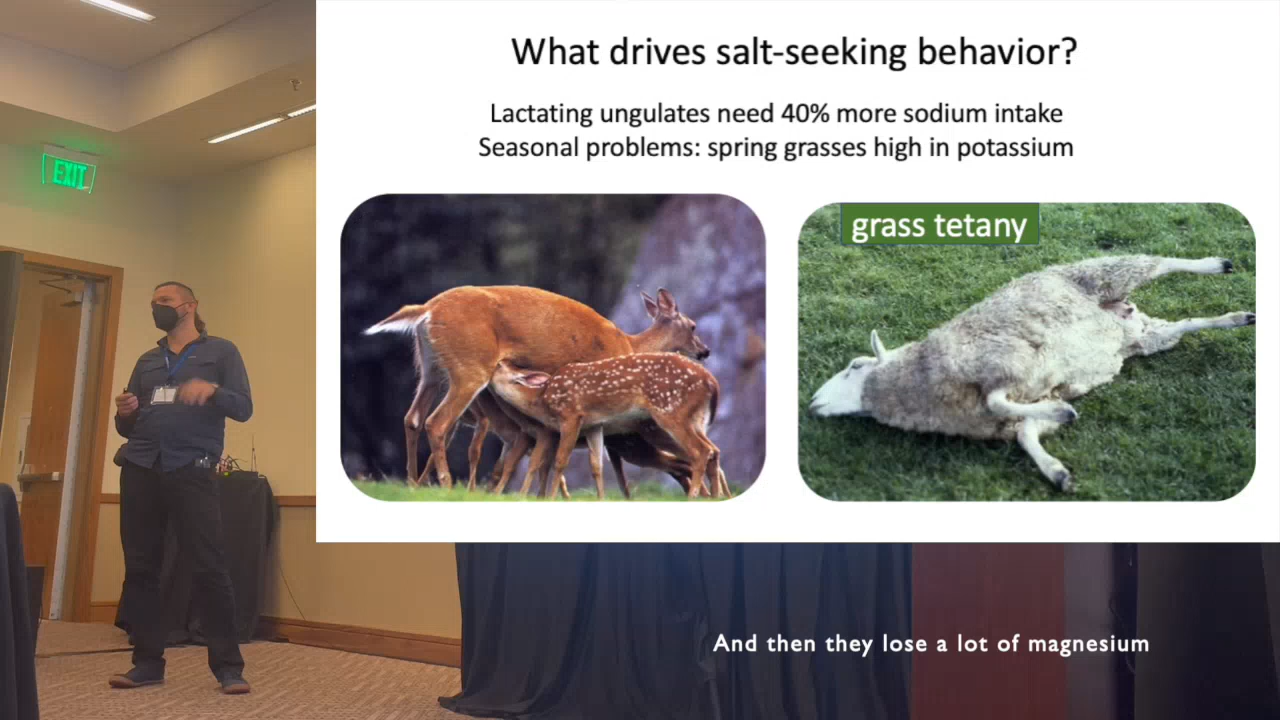 EXIT
What drives salt-seeking behavior?
Lactating ungulates need 40% more sodium intake
Seasonal problems: spring grasses high in potassium
grass tetany
And then they lose a lot of magnesium